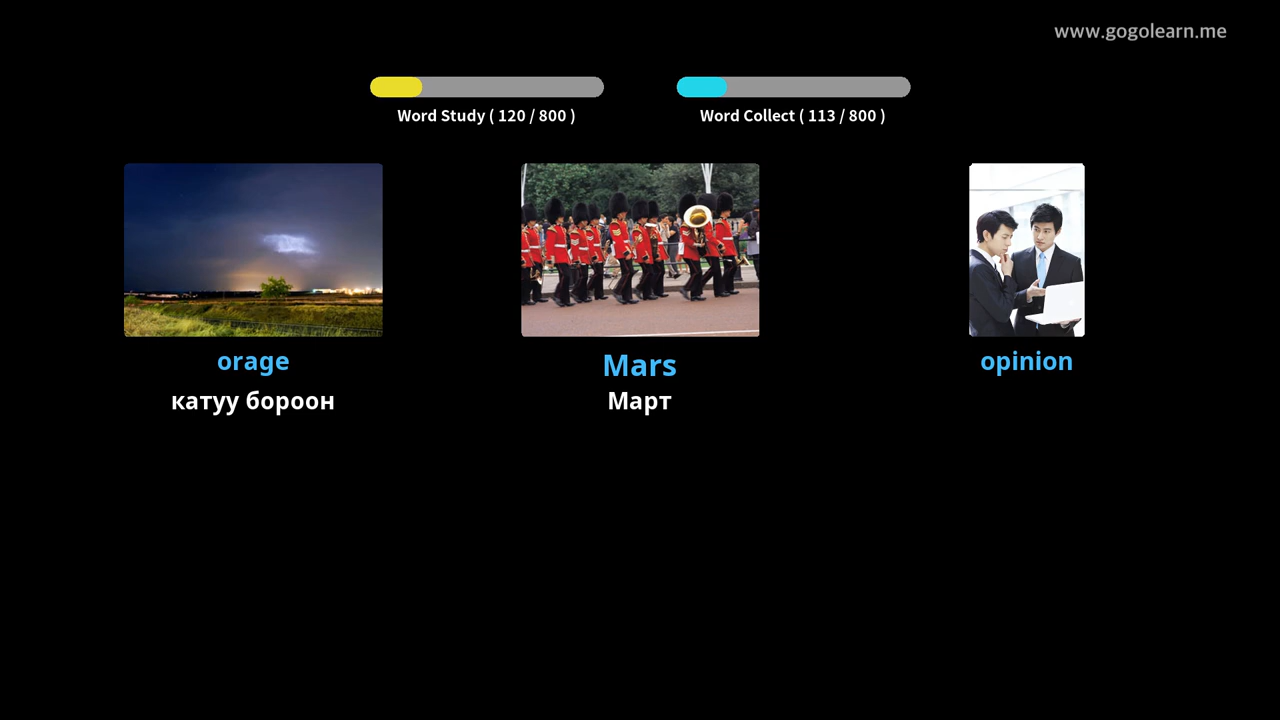 www.gogolearn.me
Word Study ( 120 / 800 )
Word Collect ( 113 / 800 )
orage
Mars
opinion
катуу бороон
Март